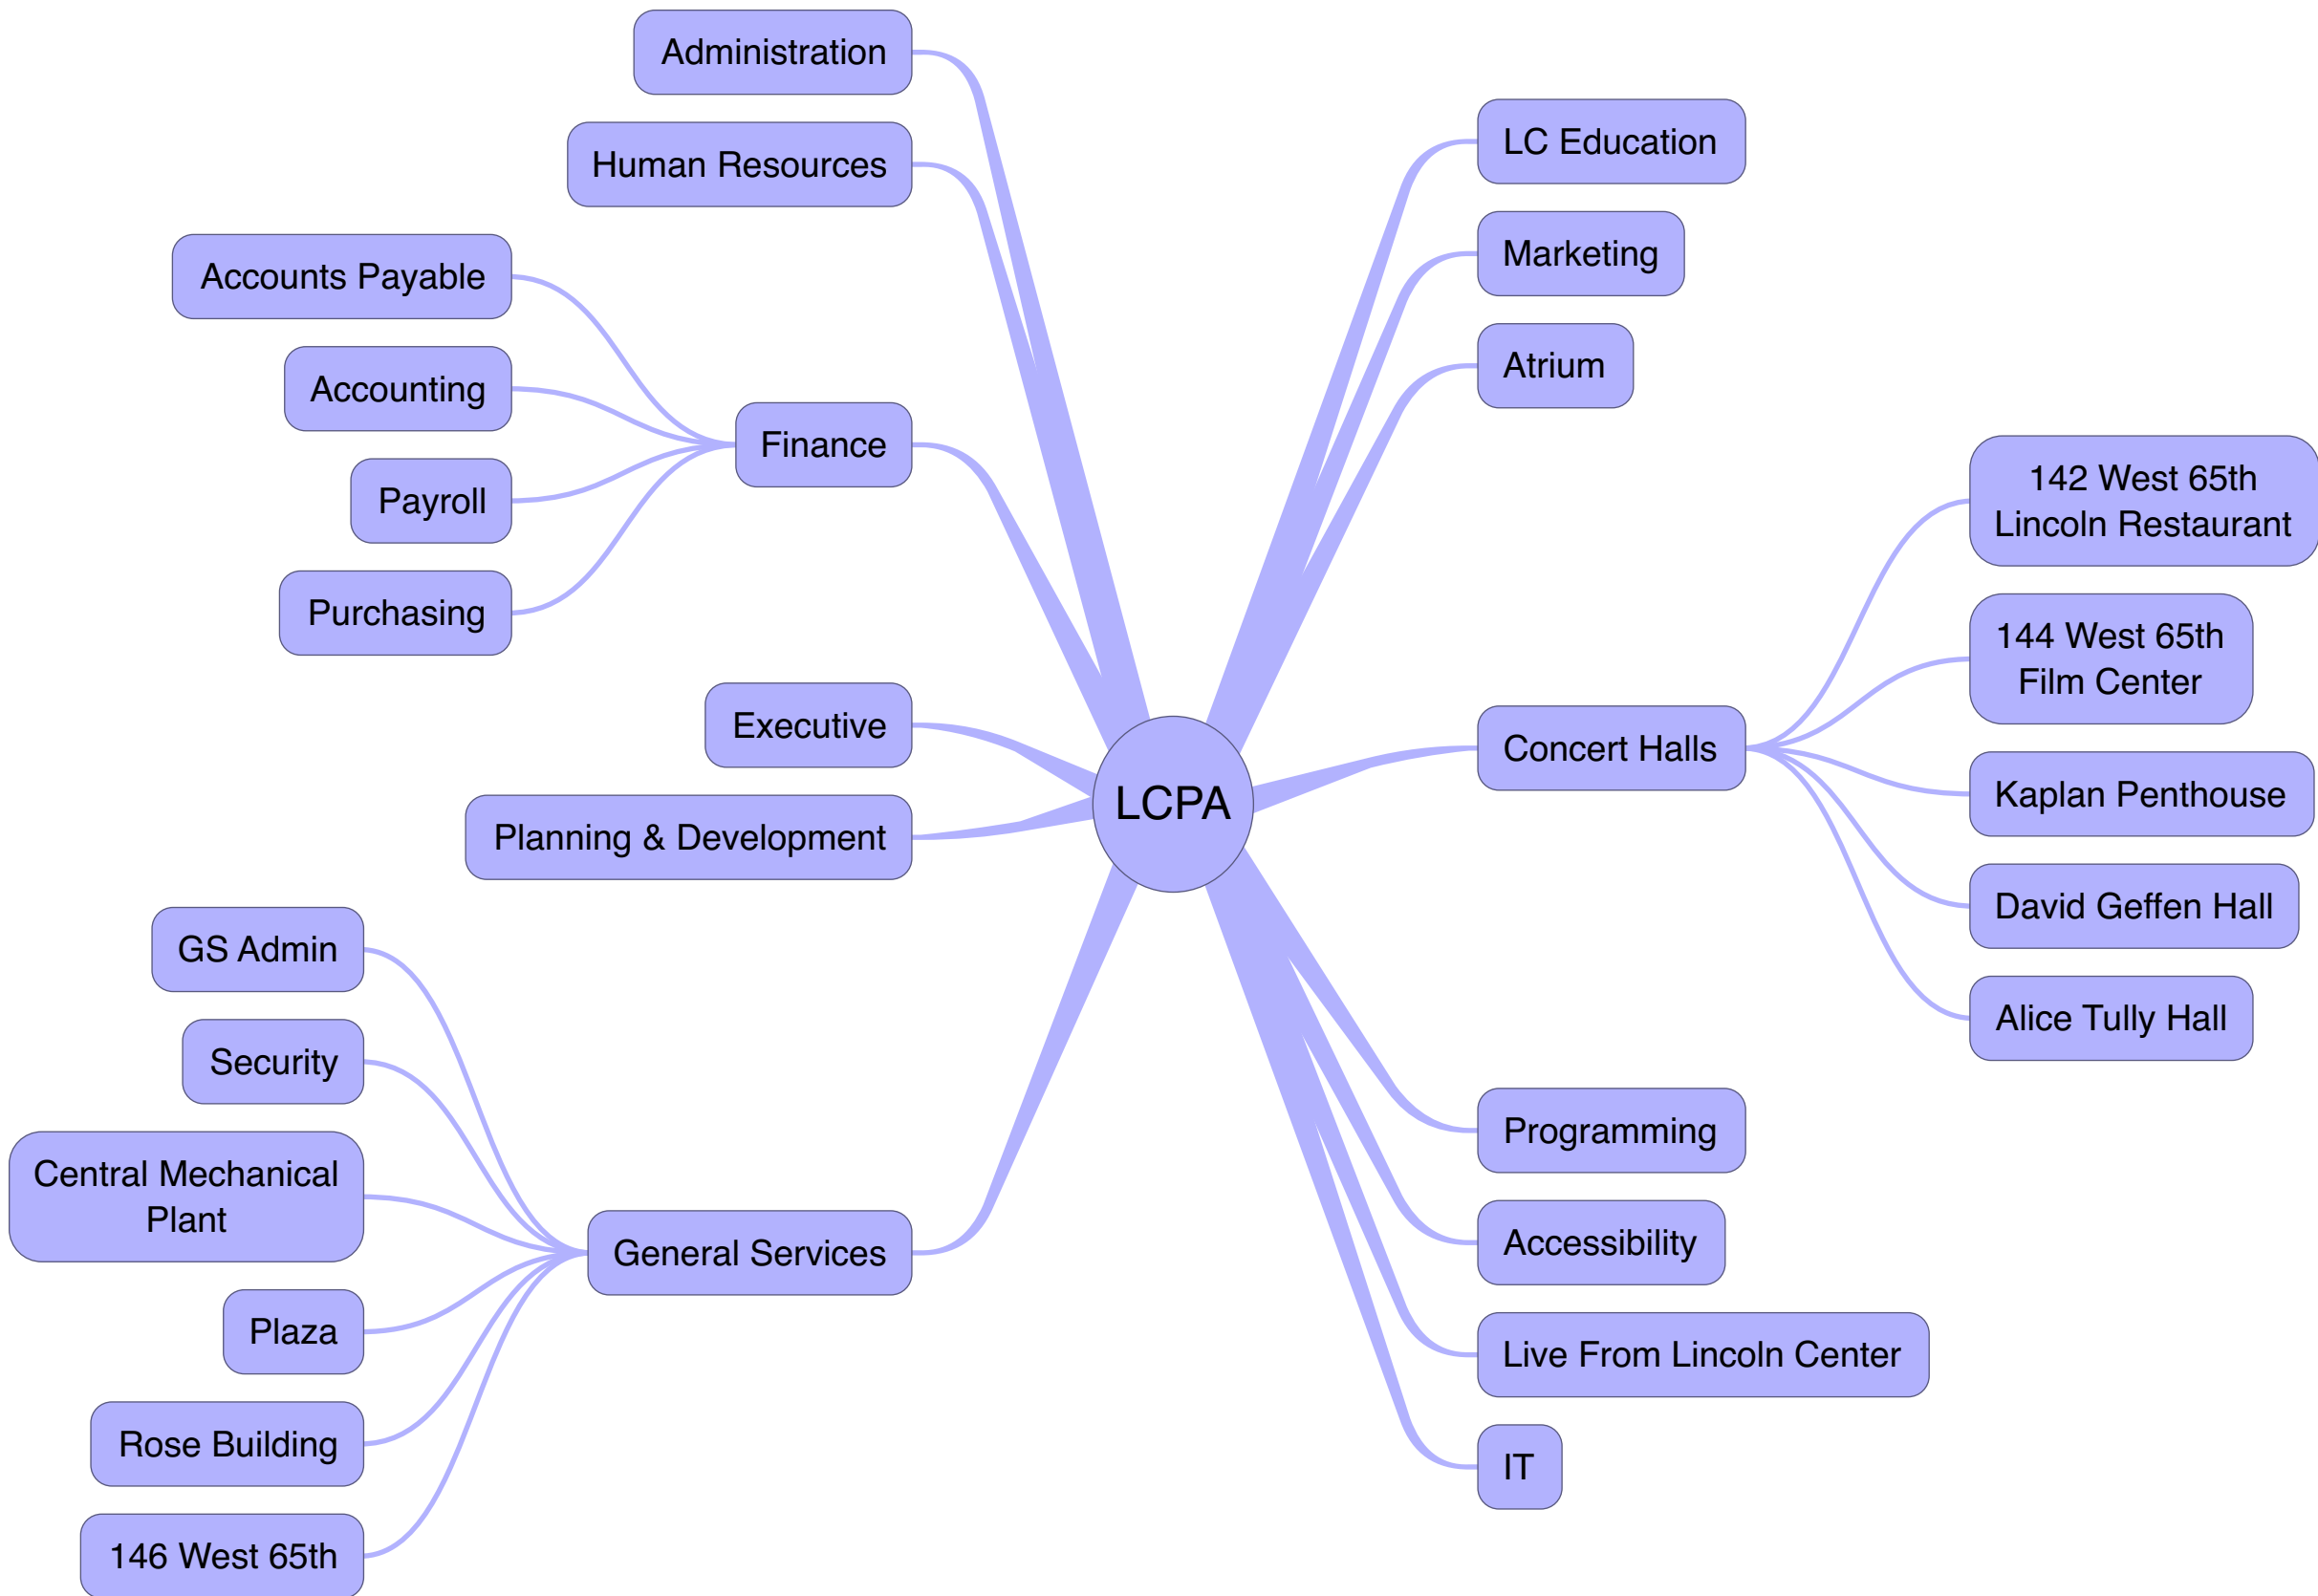 Administration
Human Resources
Accounts Payable
Accounting
Payroll
Purchasing
Finance
Executive
Planning & Development
GS Admin
Security
Central Mechanical
Plant
Plaza
Rose Building
146 West 65th
General Services
LCPA
LC Education
Marketing
Atrium
Concert Halls
142 West 65th
Lincoln Restaurant
144 West 65th
Film Center
Kaplan Penthouse
David Geffen Hall
Alice Tully Hall
Programming
Accessibility
Live From Lincoln Center
IT